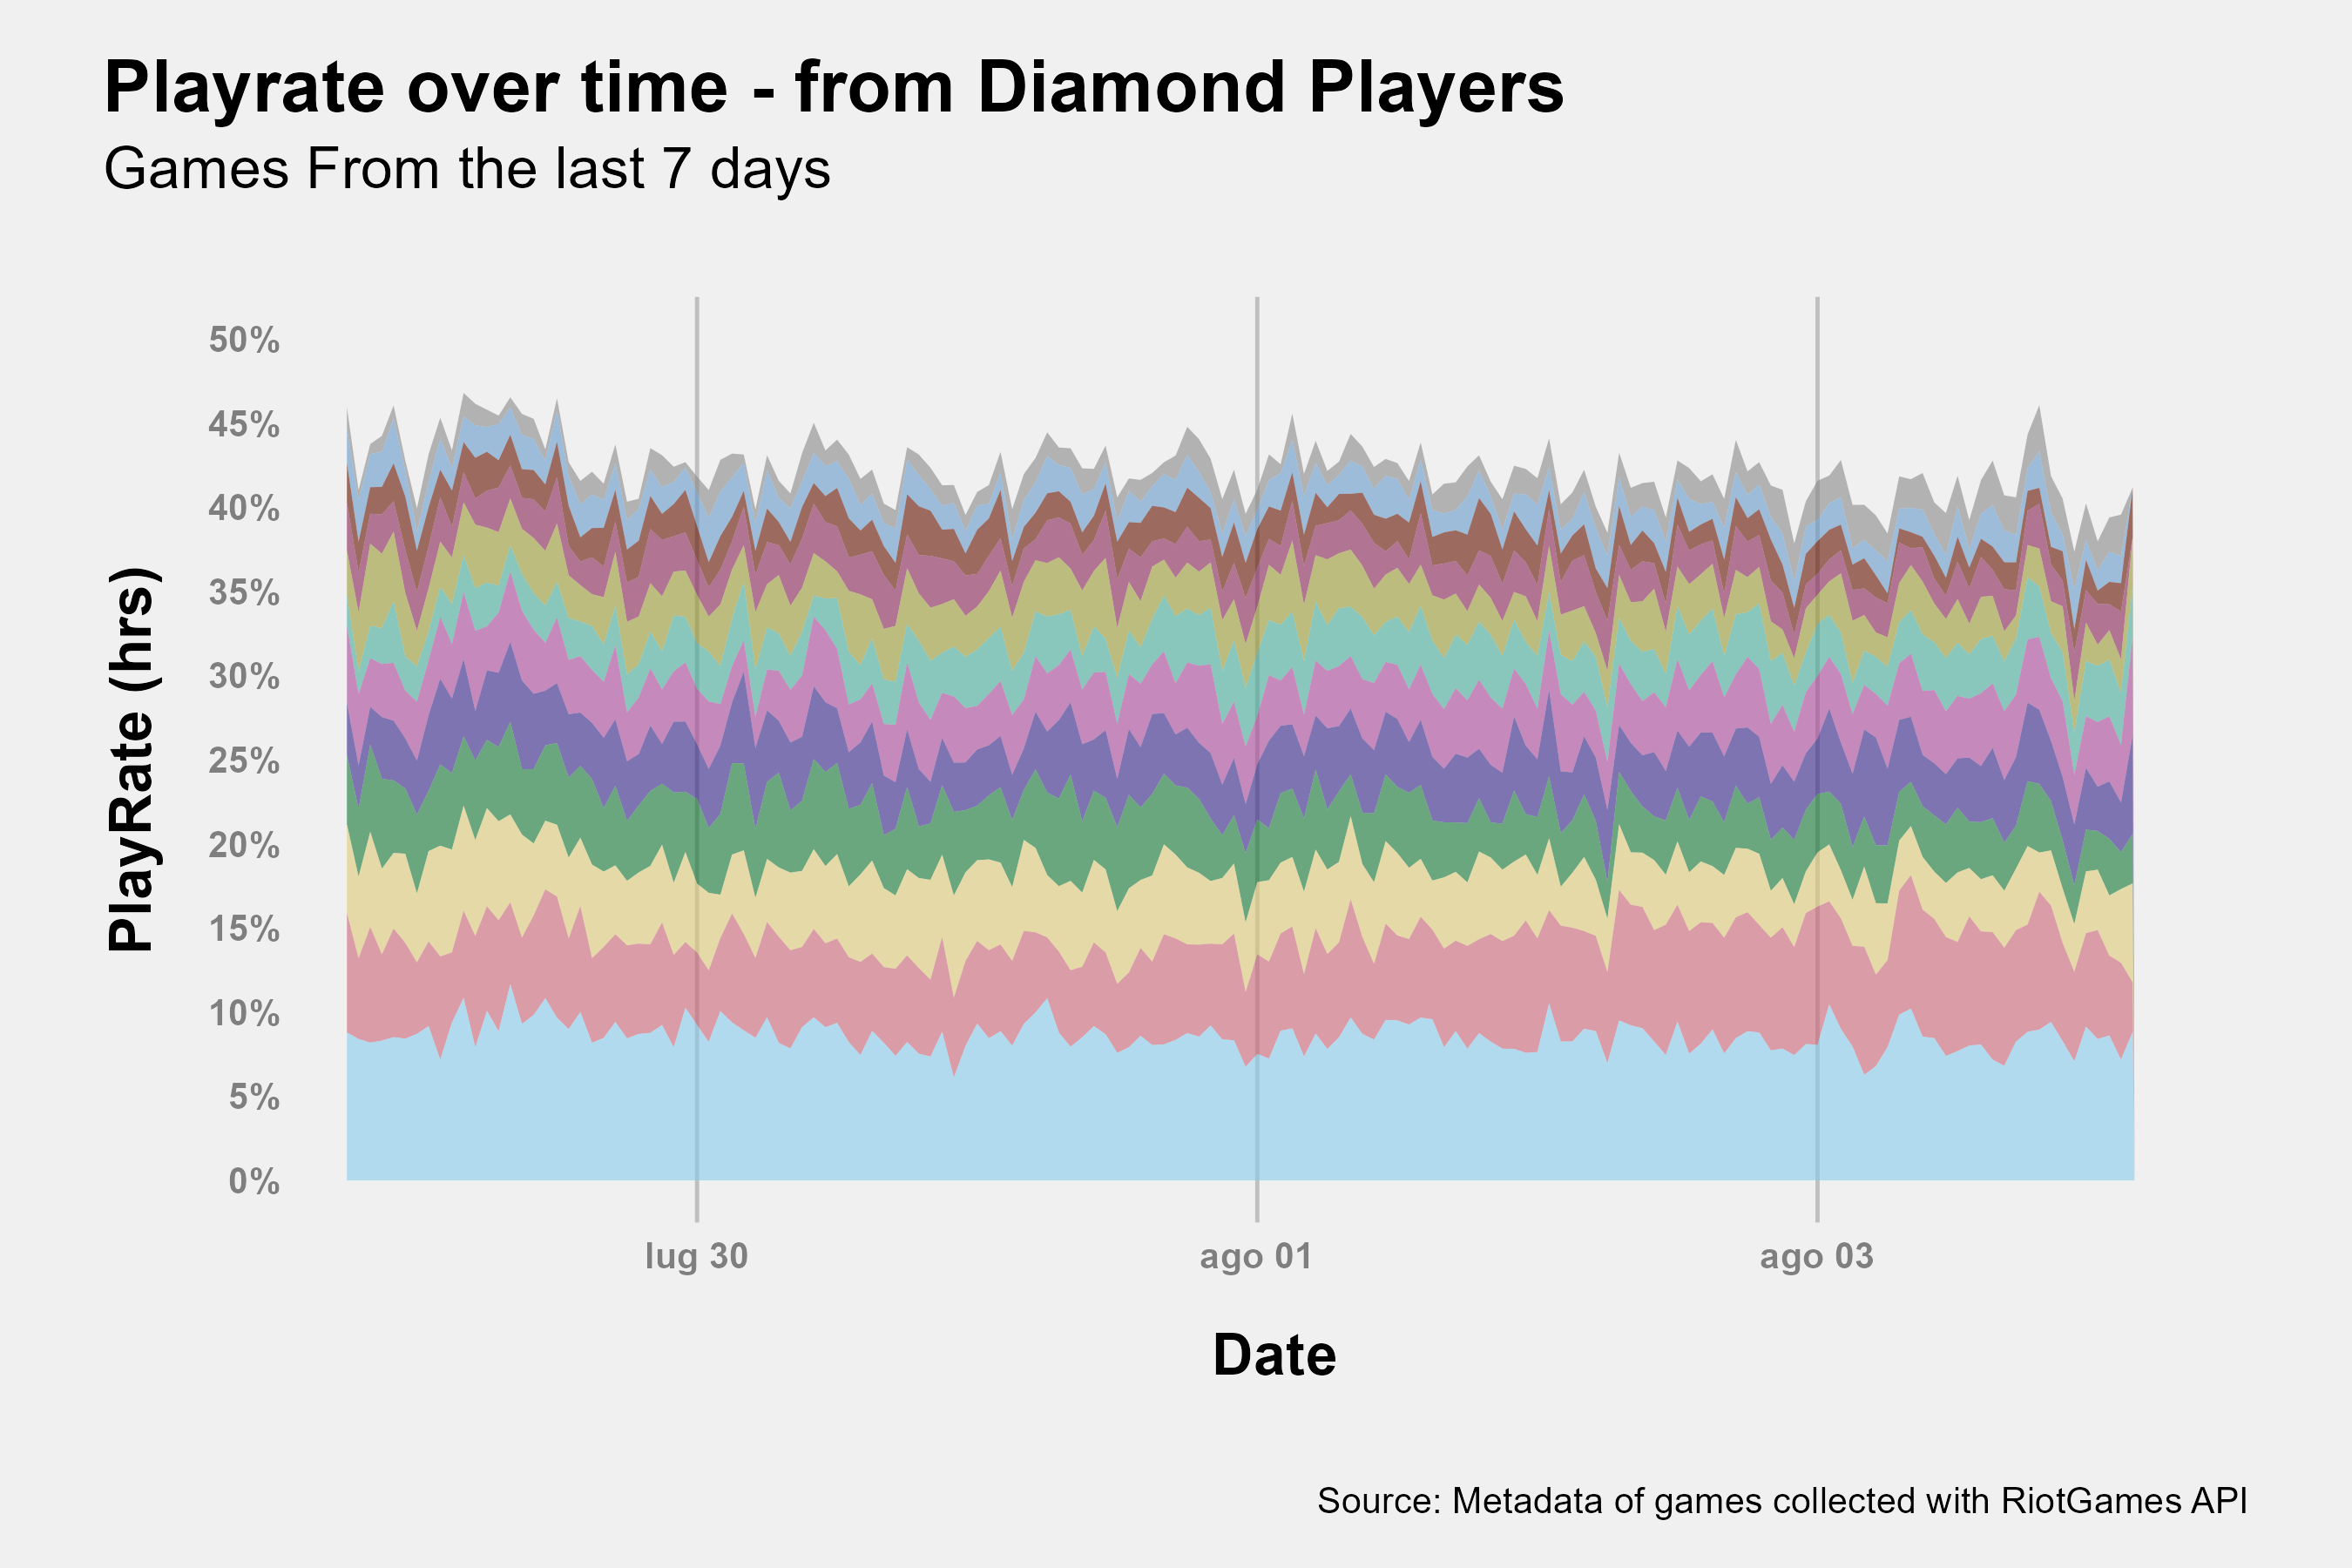 Playrate over time - from Diamond Players
Games From the last 7 days
PlayRate (hrs)
50%
45%
40%
35%
30%
25%
20%
15%
10%
5%
0%
lug 30
ago 01
ago 03
Date
Source: Metadata of games collected with RiotGames API